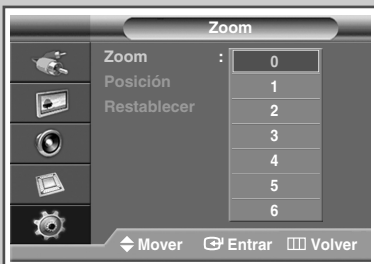 Zoom
Zoom : 0
Posición 1
Restablecer 2
3
4
5
6
Mover Entrar Volver